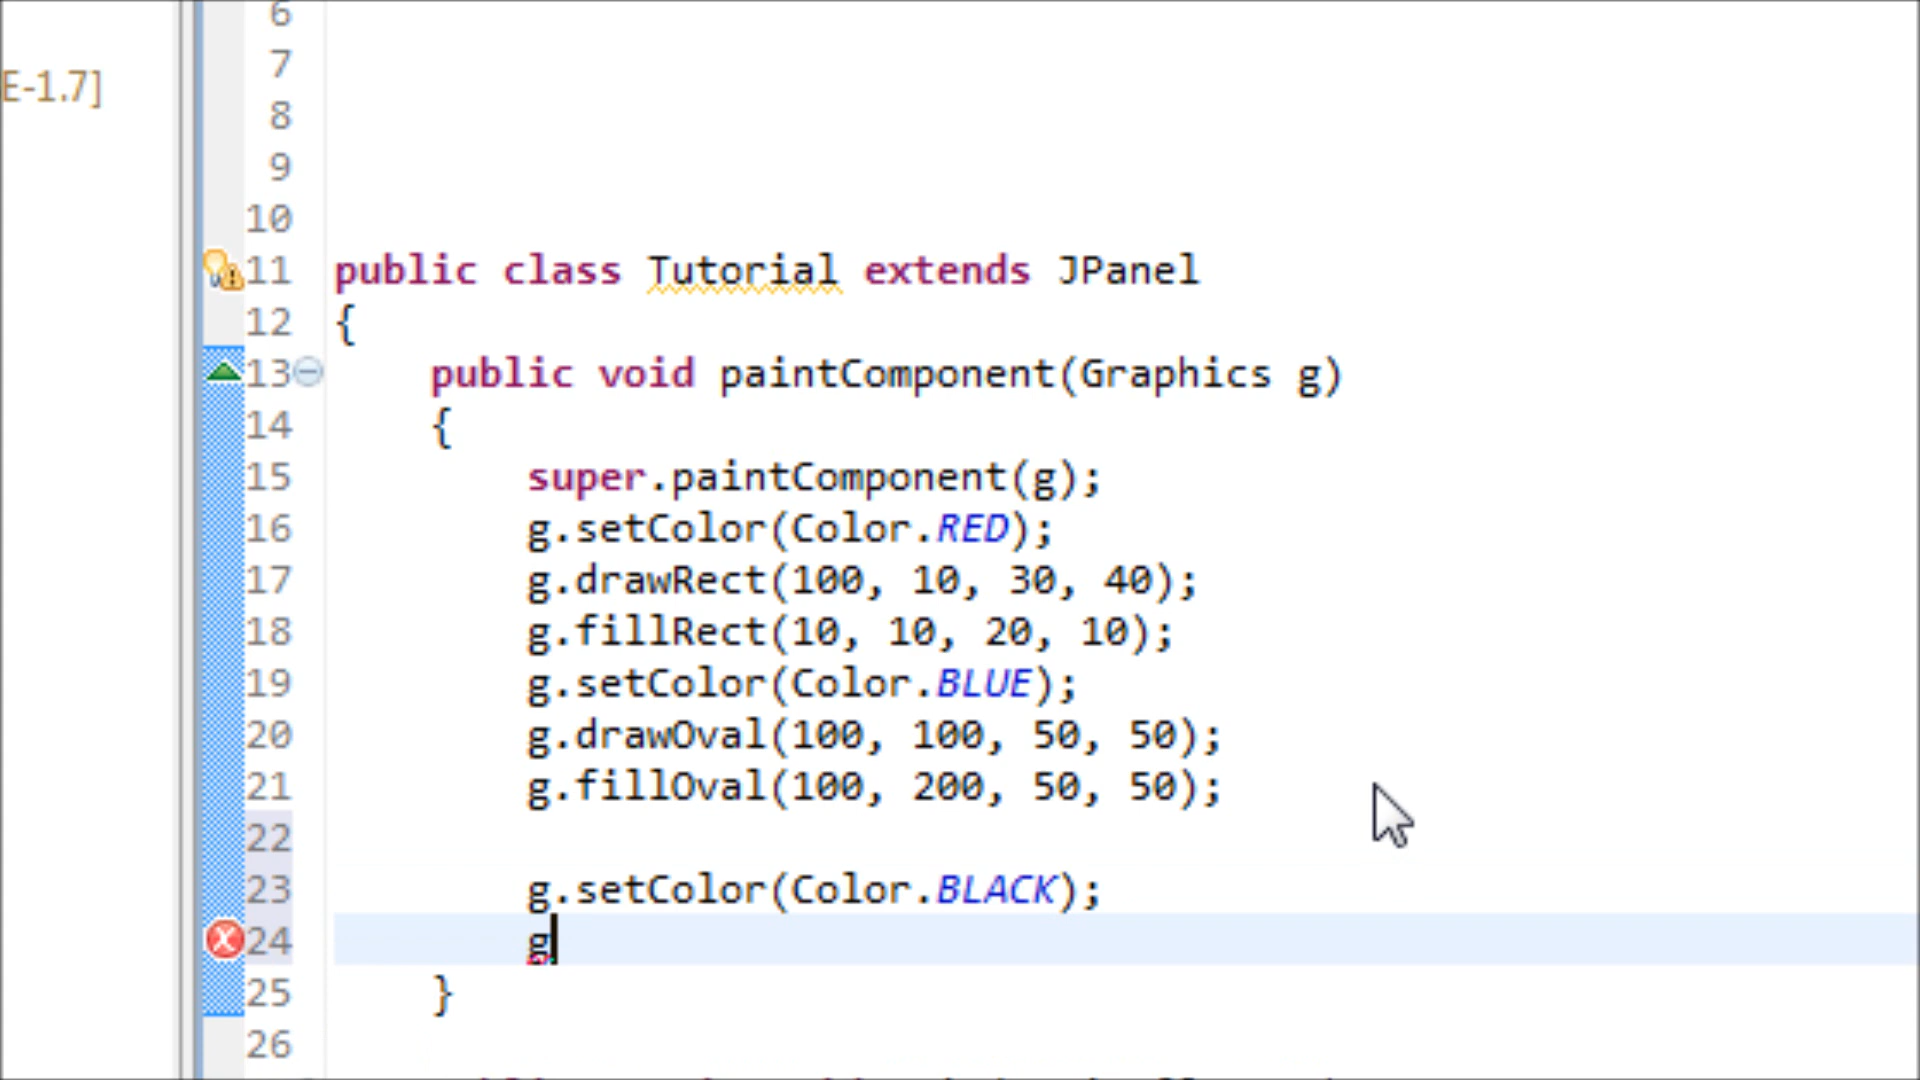 6
E-1.7]
7
8
9
10
11 public class Tutorial extends JPanel
12 {
13 public void paintComponent(Graphics g)
14 {
15 super.paintComponent(g);
16 g.setColor(Color.RED);
17 g.drawRect(100, 10, 30, 40);
18 g.fillRect(10, 10, 20, 10);
19 g.setColor(Color.BLUE);
20 g.drawOval(100, 100, 50, 50);
21 g.fillOval(100, 200, 50, 50);
22
23 g.setColor(Color.BLACK);
24 g
25 }
26